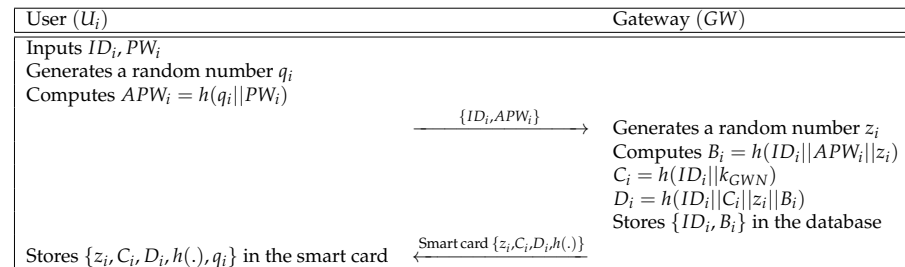 User (U_i) Gateway (GW)
Inputs ID_i, PW_i
Generates a random number q_i
Computes APW_i = h(q_i||PW_i)
{ID_i,APW_i}
Generates a random number z_i
Computes B_i = h(ID_i||APW_i||z_i)
C_i = h(ID_i||k_GWN)
D_i = h(ID_i||C_i||z_i||B_i)
Stores {ID_i, B_i} in the database
Smart card {z_i,C_i,D_i,h(.)}
Stores {z_i, C_i, D_i, h(.), q_i} in the smart card